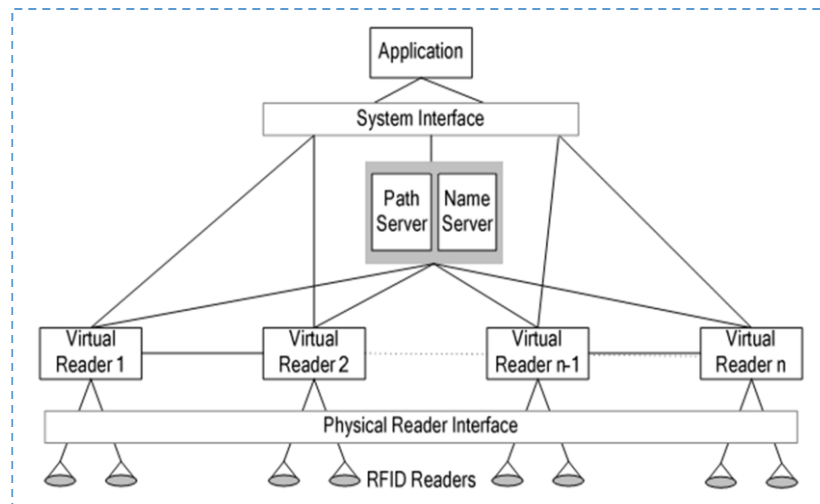 Application
System Interface
Path
Server
Name
Server
Virtual
Reader 1
Virtual
Reader 2
Virtual
Reader n-1
Virtual
Reader n
Physical Reader Interface
RFID Readers